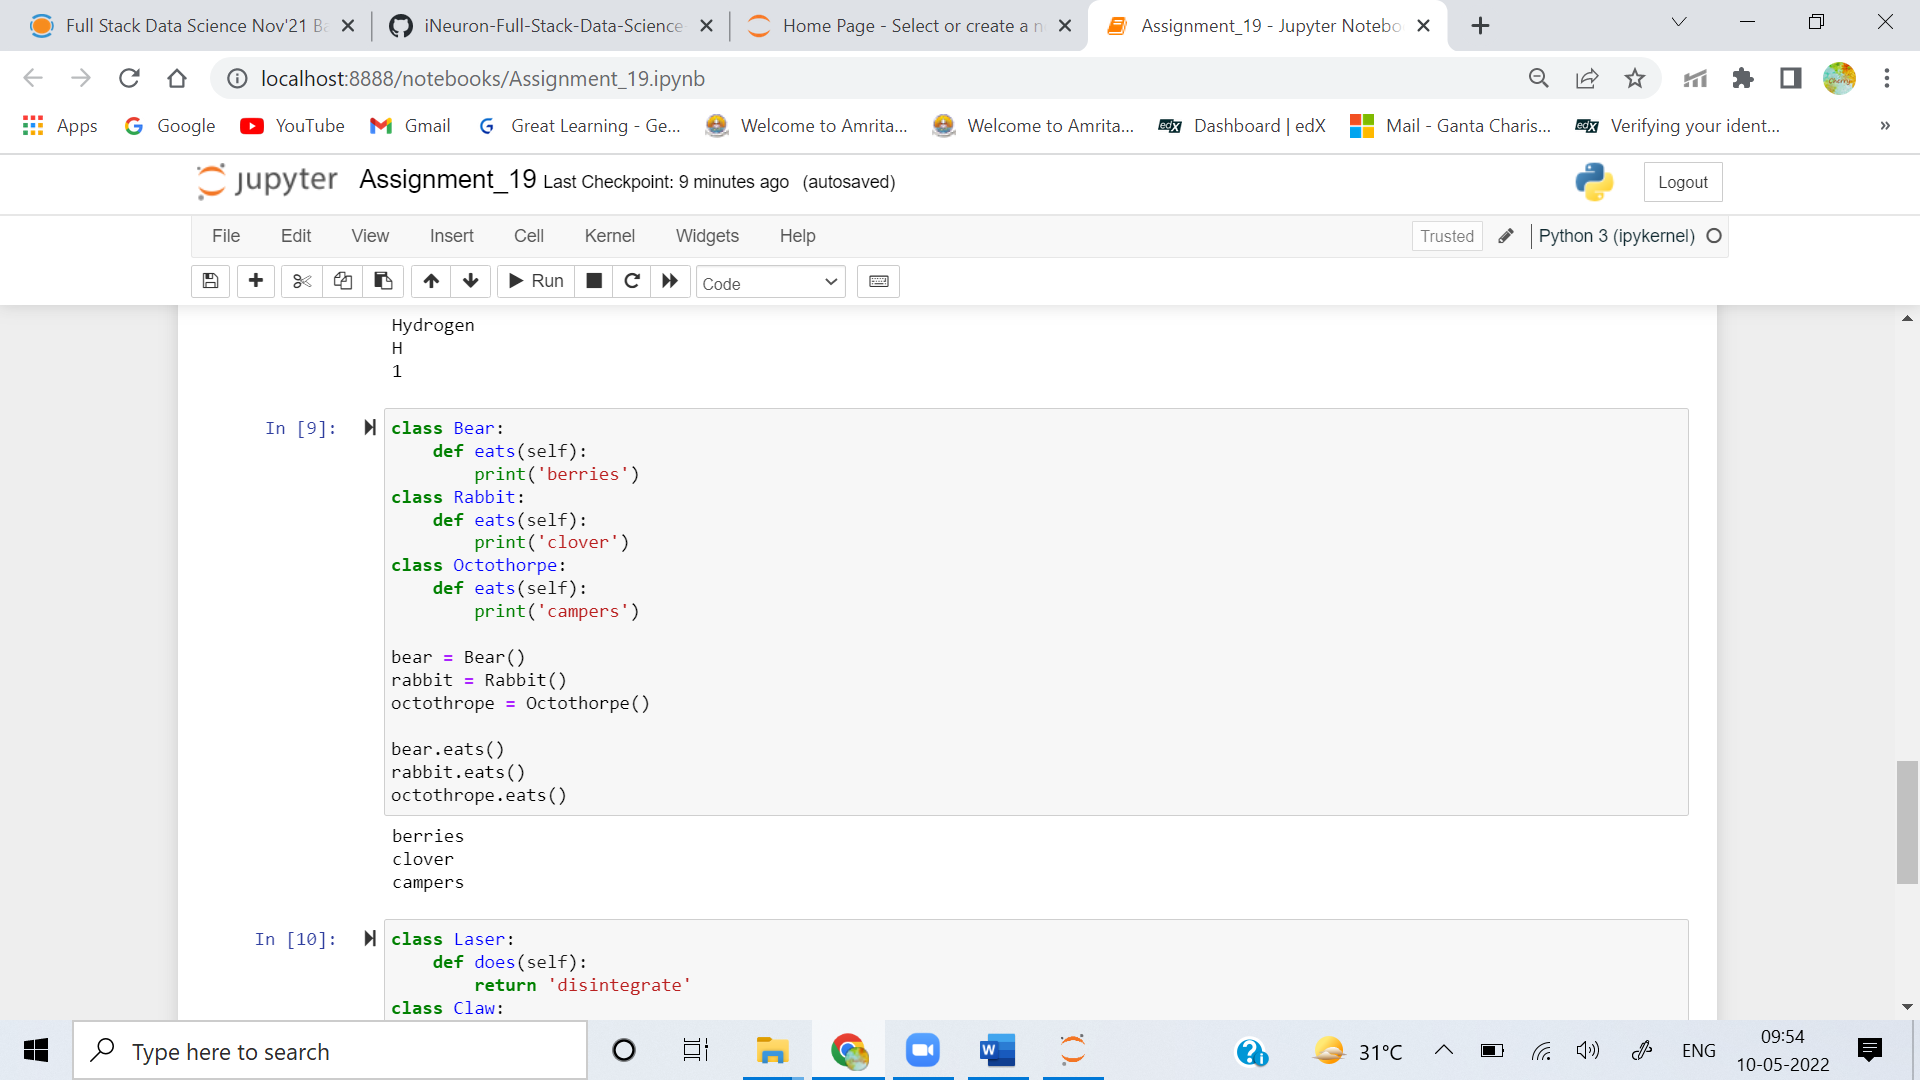 Full Stack Data Science Nov'21 Ba
iNeuron-Full-Stack-Data-Science
Home Page - Select or create a n
Assignment_19 - Jupyter Notebo
localhost:8888/notebooks/Assignment_19.ipynb
Apps
Google
YouTube
Gmail
Great Learning - Ge...
Welcome to Amrita...
Welcome to Amrita...
edX
Dashboard | edX
Mail - Ganta Charis...
edX
Verifying your ident...
»
jupyter
Assignment_19 Last Checkpoint: 9 minutes ago (autosaved)
Logout
File Edit View Insert Cell Kernel Widgets Help
Trusted
Python 3 (ipykernel)
Run
Code
Hydrogen
H
1
In [9]:
class Bear:
    def eats(self):
        print('berries')
class Rabbit:
    def eats(self):
        print('clover')
class Octothorpe:
    def eats(self):
        print('campers')
bear = Bear()
rabbit = Rabbit()
octothrope = Octothorpe()
bear.eats()
rabbit.eats()
octothrope.eats()
berries
clover
campers
In [10]:
class Laser:
    def does(self):
        return 'disintegrate'
class Claw:
Type here to search
W
31°C
ENG
09:54
10-05-2022